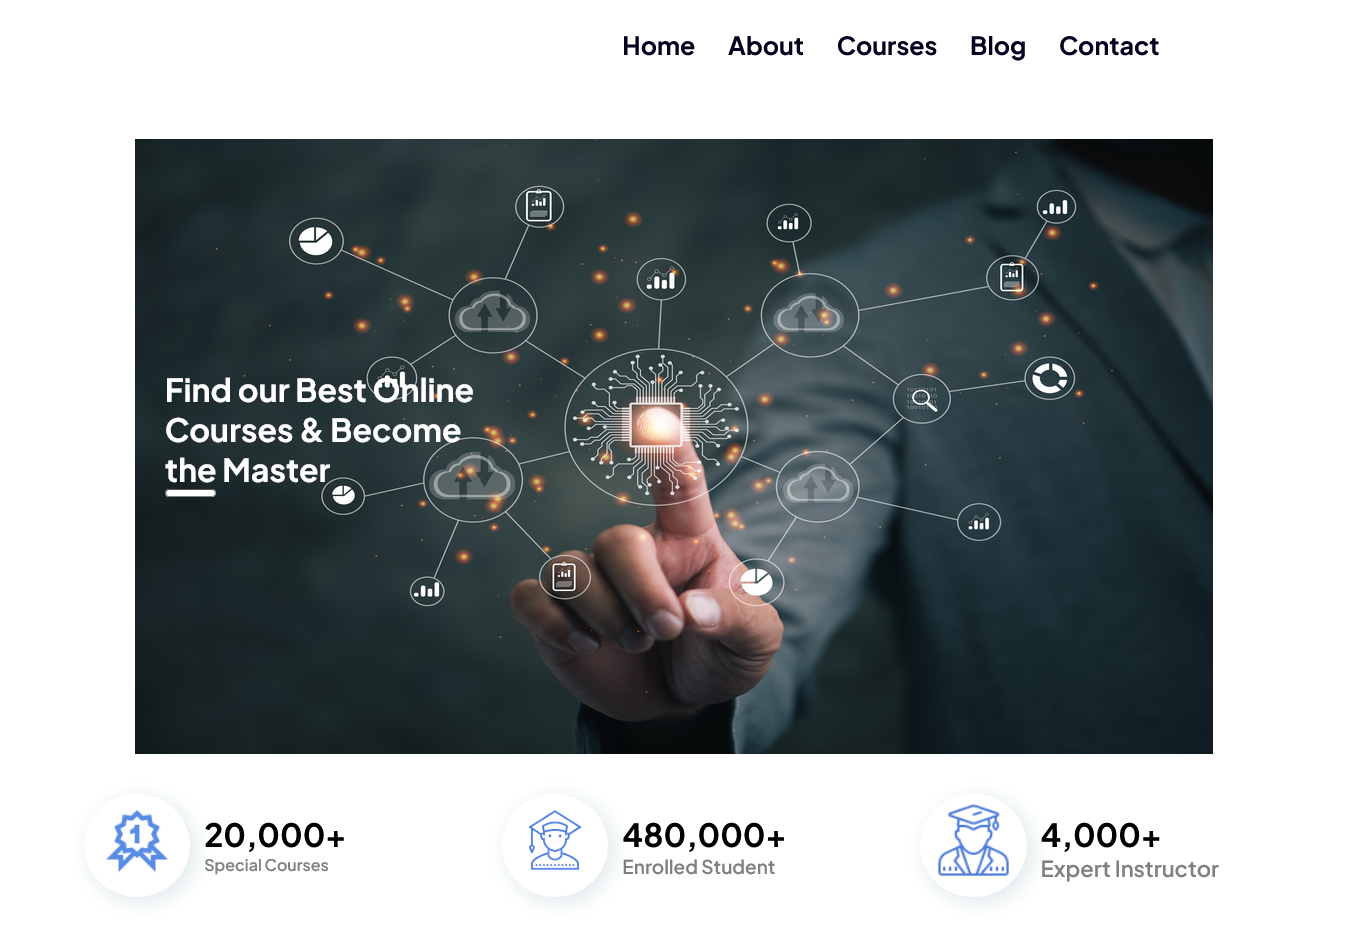 Home About Courses Blog Contact
Find our Best Online
Courses & Become
the Master
1
20,000+
Special Courses
480,000+
Enrolled Student
4,000+
Expert Instructor